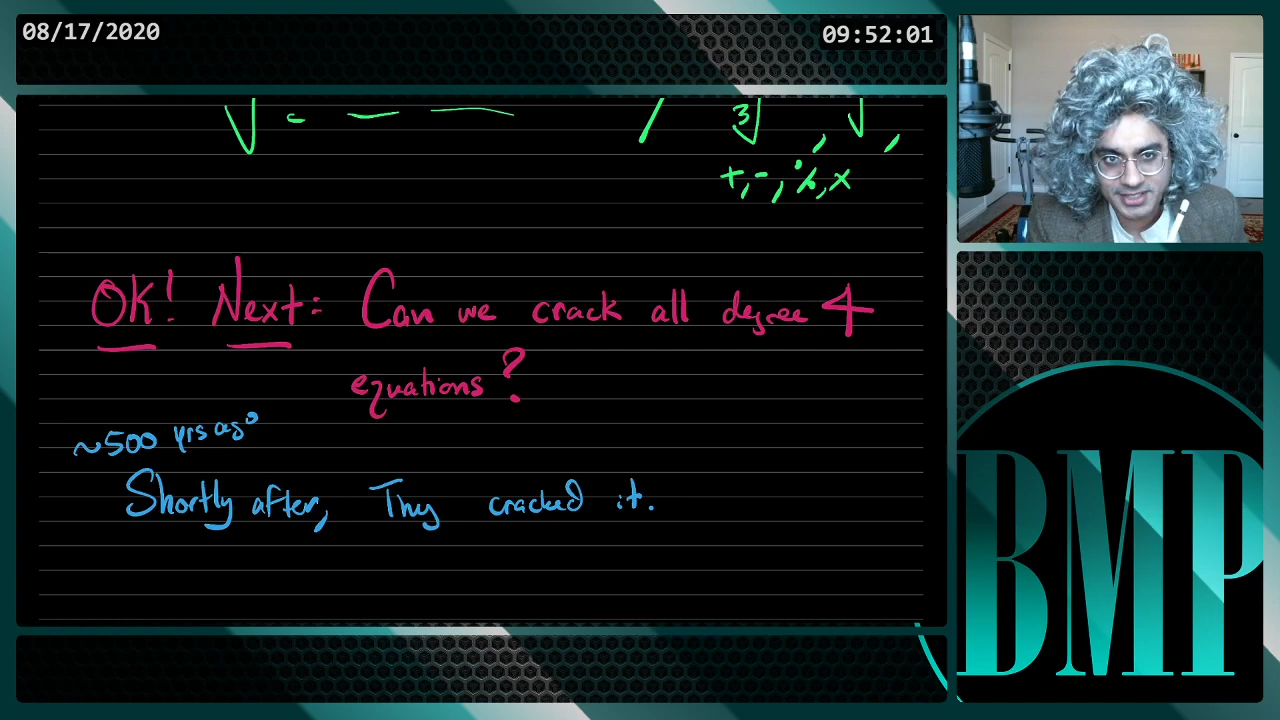 08/17/2020
09:52:01
∛ , √ ,
+, -, %, x
OK! Next: Can we crack all degree 4
equations?
~500 yrs ago
Shortly after, They cracked it.
BMP